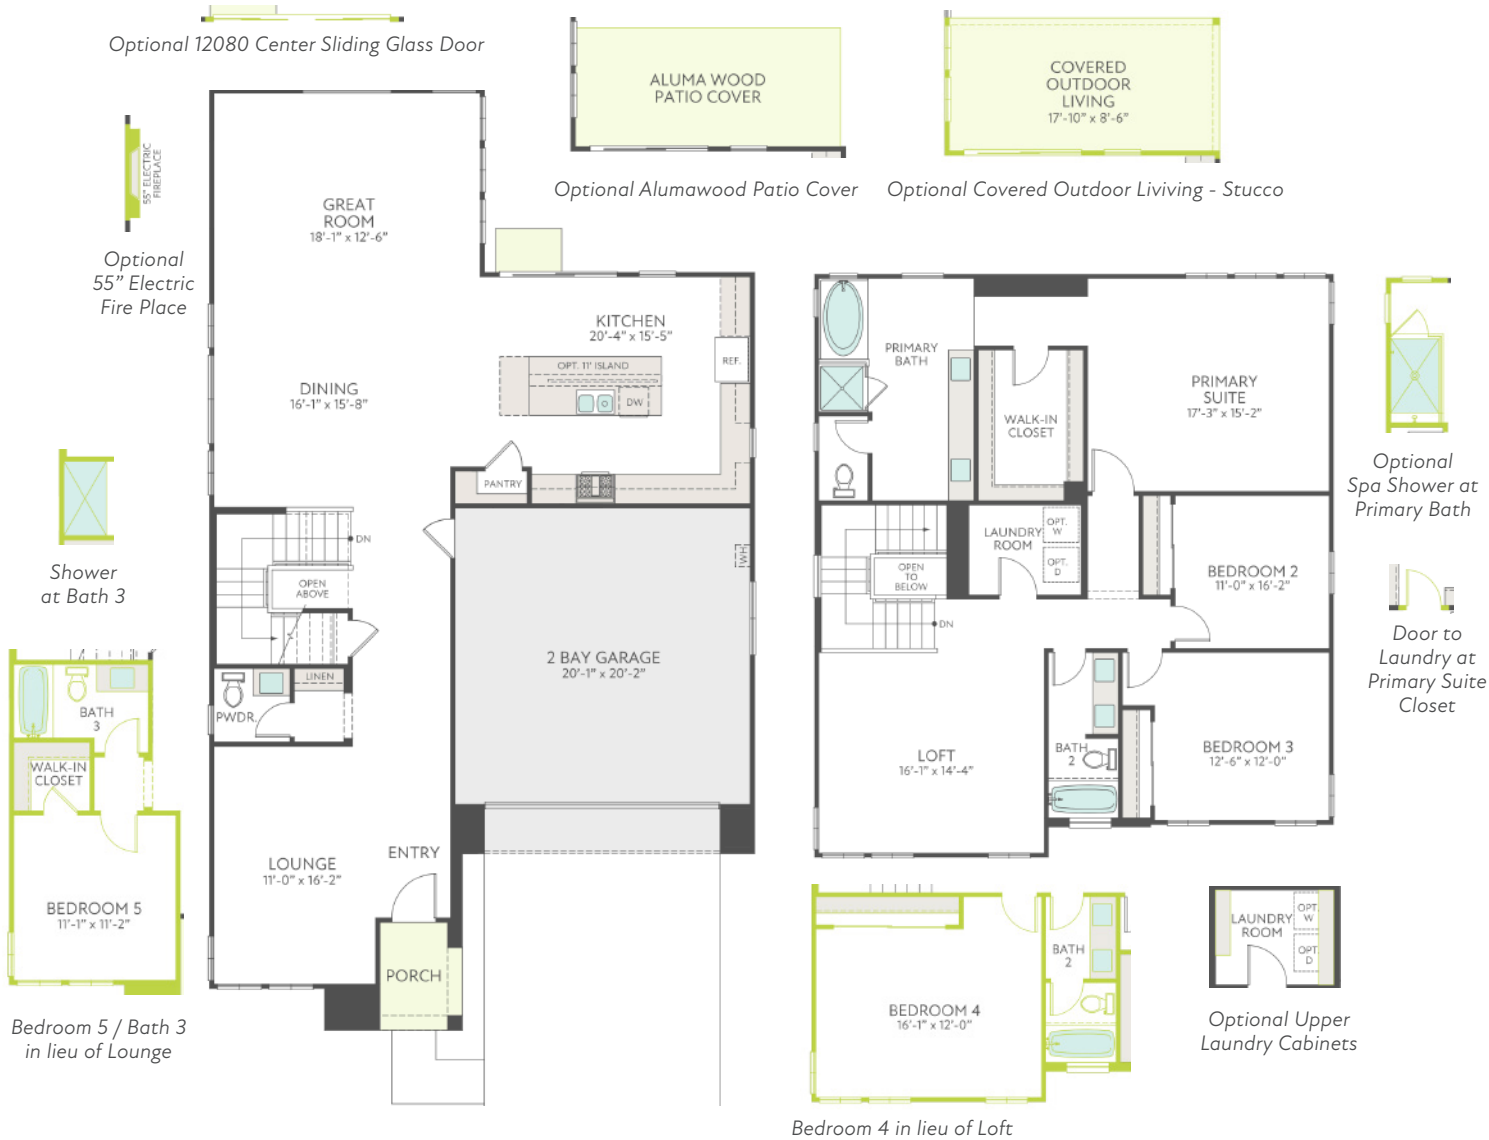 Optional 12080 Center Sliding Glass Door
ALUMA WOOD
PATIO COVER
Optional Alumawood Patio Cover
COVERED
OUTDOOR
LIVING
17'-10" x 8'-6"
Optional Covered Outdoor Liviving - Stucco
55" ELECTRIC
FIREPLACE
Optional
55" Electric
Fire Place
GREAT
ROOM
18'-1" x 12'-6"
KITCHEN
20'-4" x 15'-5"
REF.
OPT. 11' ISLAND
DW
DINING
16'-1" x 15'-8"
PANTRY
DN
OPEN
ABOVE
WH
2 BAY GARAGE
20'-1" x 20'-2"
LINEN
PWDR.
LOUNGE
11'-0" x 16'-2"
ENTRY
PORCH
Shower
at Bath 3
BATH
3
WALK-IN
CLOSET
BEDROOM 5
11'-1" x 11'-2"
Bedroom 5 / Bath 3
in lieu of Lounge
PRIMARY
BATH
WALK-IN
CLOSET
PRIMARY
SUITE
17'-3" x 15'-2"
LAUNDRY
ROOM
OPT.
W
OPT.
D
OPEN
TO
BELOW
DN
BEDROOM 2
11'-0" x 16'-2"
LOFT
16'-1" x 14'-4"
BATH
2
BEDROOM 3
12'-6" x 12'-0"
Optional
Spa Shower at
Primary Bath
Door to
Laundry at
Primary Suite
Closet
BEDROOM 4
16'-1" x 12'-0"
BATH
2
Bedroom 4 in lieu of Loft
LAUNDRY
ROOM
OPT.
W
OPT.
D
Optional Upper
Laundry Cabinets